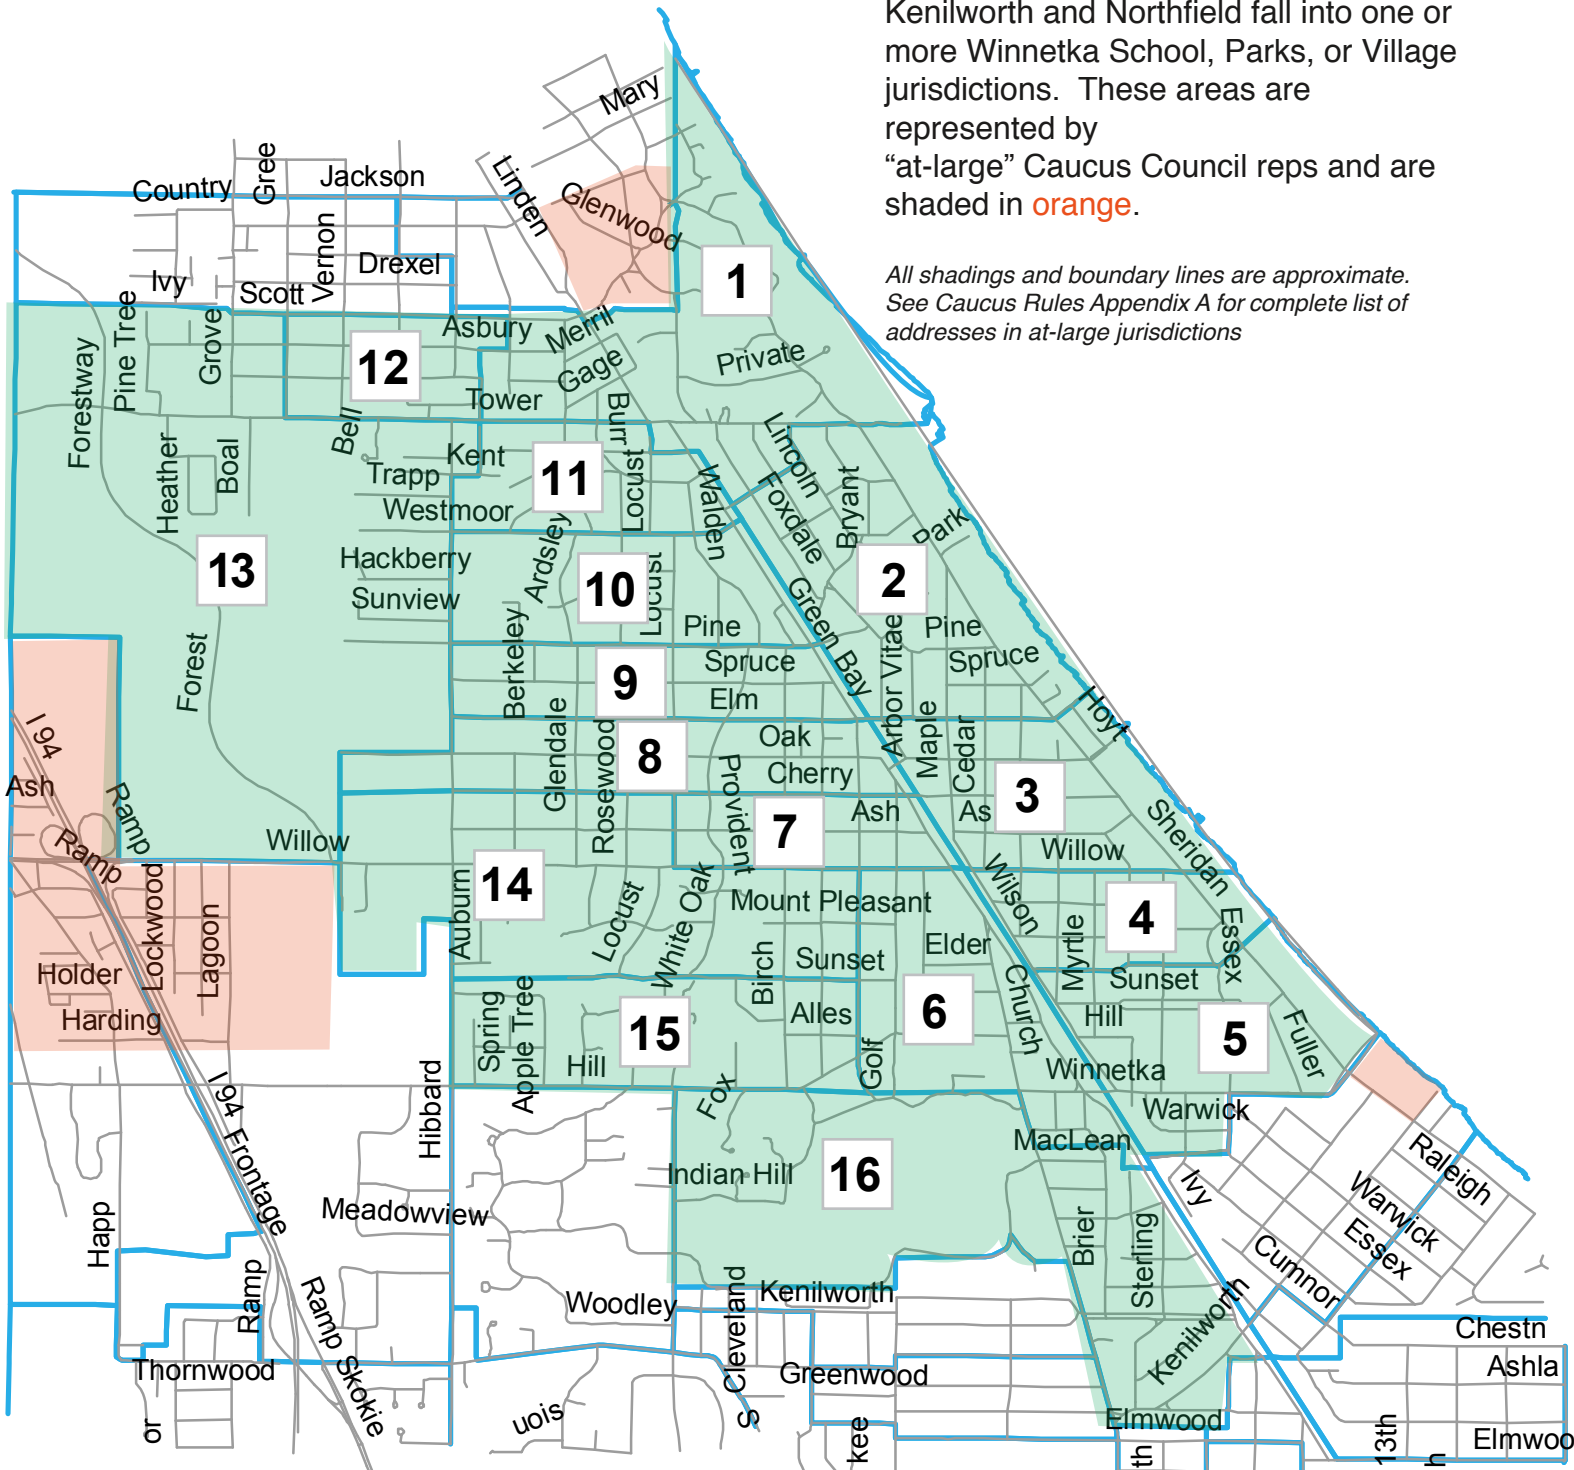 Kenilworth and Northfield fall into one or
more Winnetka School, Parks, or Village
jurisdictions.  These areas are
represented by
“at-large” Caucus Council reps and are
shaded in orange.
All shadings and boundary lines are approximate.
See Caucus Rules Appendix A for complete list of
addresses in at-large jurisdictions
Mary
Gree
Country
Jackson
Linden
Glenwood
Vernon
Drexel
Ivy
Scott
1
Pine Tree
Grove
Asbury
Merril
Forestway
12
Gage
Private
Tower
Bell
Burr
Lincoln
Heather
Boal
Kent
Trapp
11
Locust
Walden
Foxdale
Bryant
Westmoor
Park
13
Hackberry
Ardsley
Sunview
10
Locust
2
Green Bay
Berkeley
Pine
Arbor Vitae
Pine
Forest
9
Spruce
Spruce
Elm
Hoyt
I 94
Glendale
Rosewood
8
Oak
Maple
Cedar
Cherry
Provident
Ash
Ramp
3
Ash
As
Sheridan
7
Willow
Ramp
Willow
Lockwood
Auburn
14
Wilson
Lagoon
Locust
White Oak
Mount Pleasant
Myrtle
4
Essex
Elder
Holder
Birch
Sunset
Church
Sunset
Harding
Spring
Apple Tree
15
Alles
6
Hill
5
Fuller
Hill
Golf
Winnetka
I 94
Frontage
Hibbard
Fox
Warwick
MacLean
Indian Hill
16
Ivy
Raleigh
Warwick
Essex
Happ
Meadowview
Brier
Sterling
Cumnor
Ramp
Ramp
Woodley
Cleveland
Kenilworth
Kenilworth
Chestn
Thornwood
Skokie
Greenwood
Ashla
or
uois
S
kee
Elmwood
th
13th
h
Elmwoo